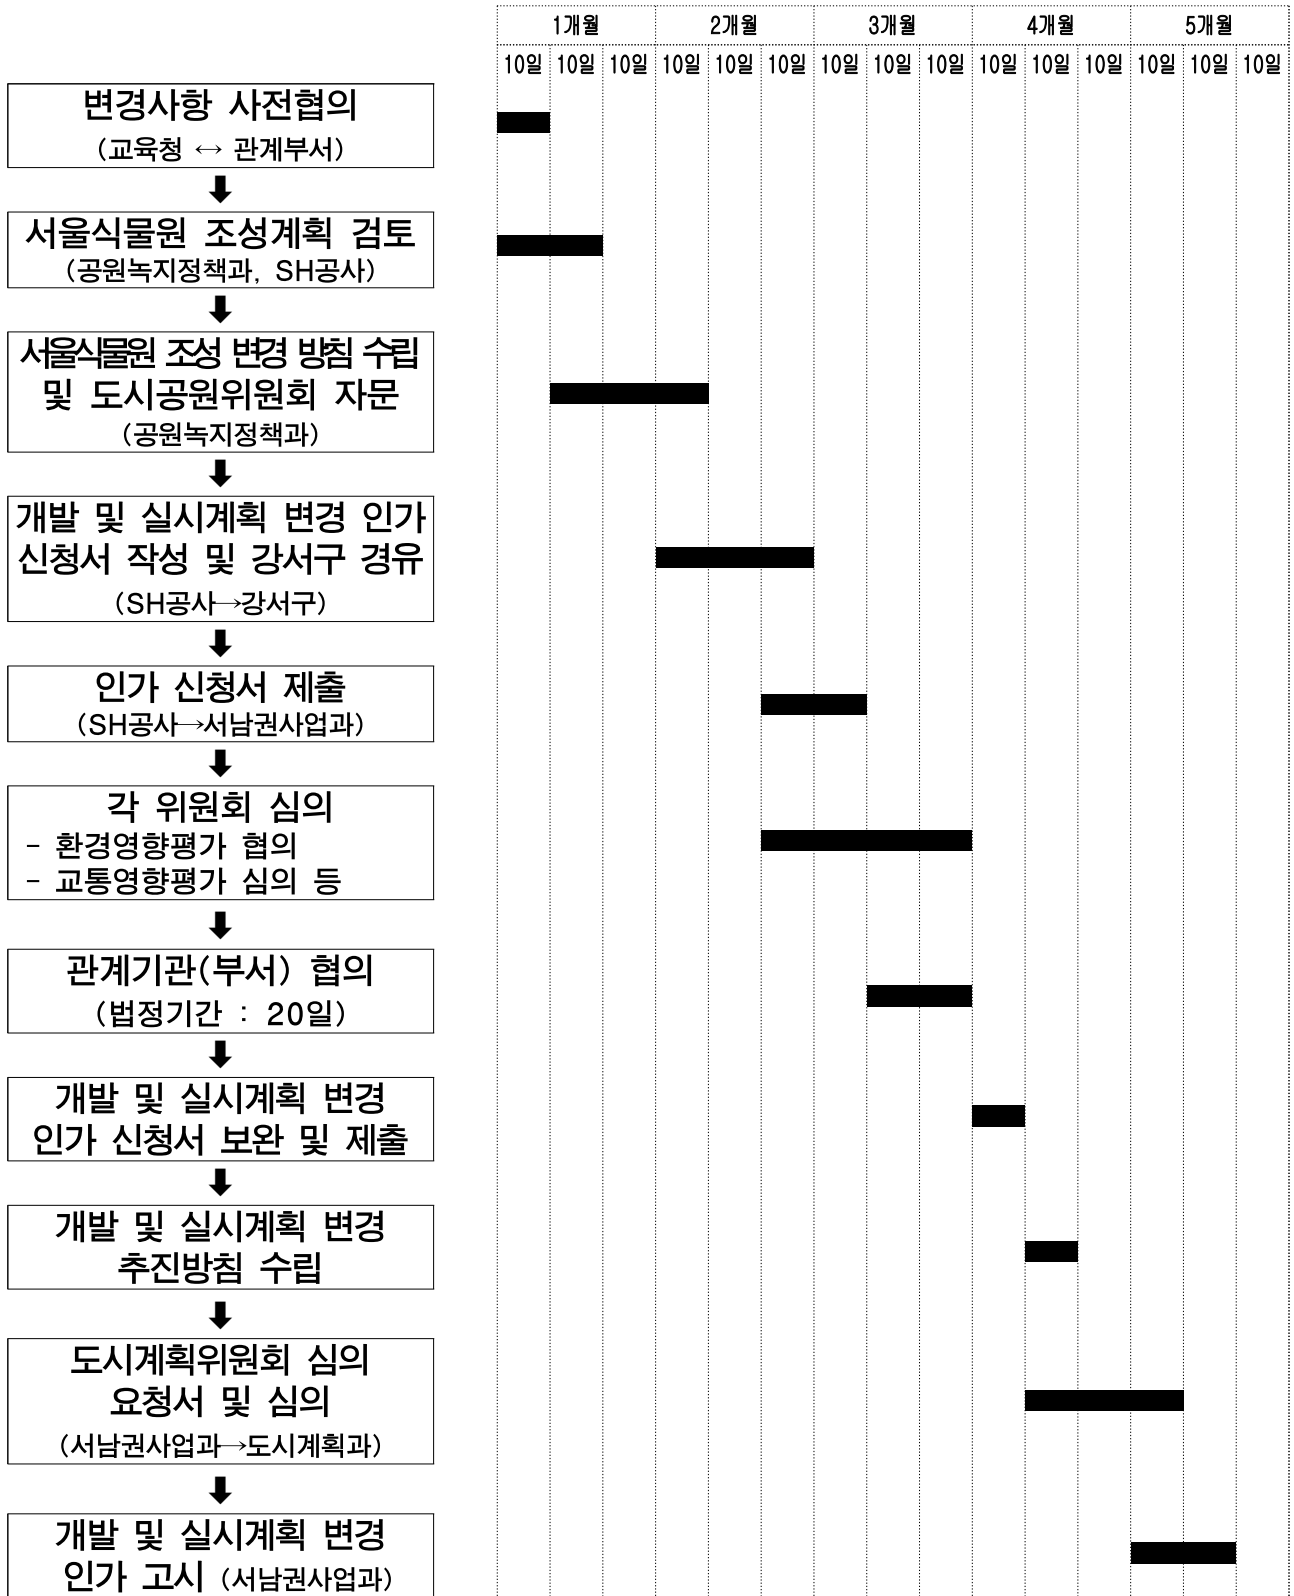 1개월 2개월 3개월 4개월 5개월
10일 10일 10일 10일 10일 10일 10일 10일 10일 10일 10일 10일 10일 10일 10일
변경사항 사전협의
(교육청 ↔ 관계부서)
서울식물원 조성계획 검토
(공원녹지정책과, SH공사)
서울식물원 조성 변경 방침 수립
및 도시공원위원회 자문
(공원녹지정책과)
개발 및 실시계획 변경 인가
신청서 작성 및 강서구 경유
(SH공사→강서구)
인가 신청서 제출
(SH공사→서남권사업과)
각 위원회 심의
- 환경영향평가 협의
- 교통영향평가 심의 등
관계기관(부서) 협의
(법정기간 : 20일)
개발 및 실시계획 변경
인가 신청서 보완 및 제출
개발 및 실시계획 변경
추진방침 수립
도시계획위원회 심의
요청서 및 심의
(서남권사업과→도시계획과)
개발 및 실시계획 변경
인가 고시 (서남권사업과)